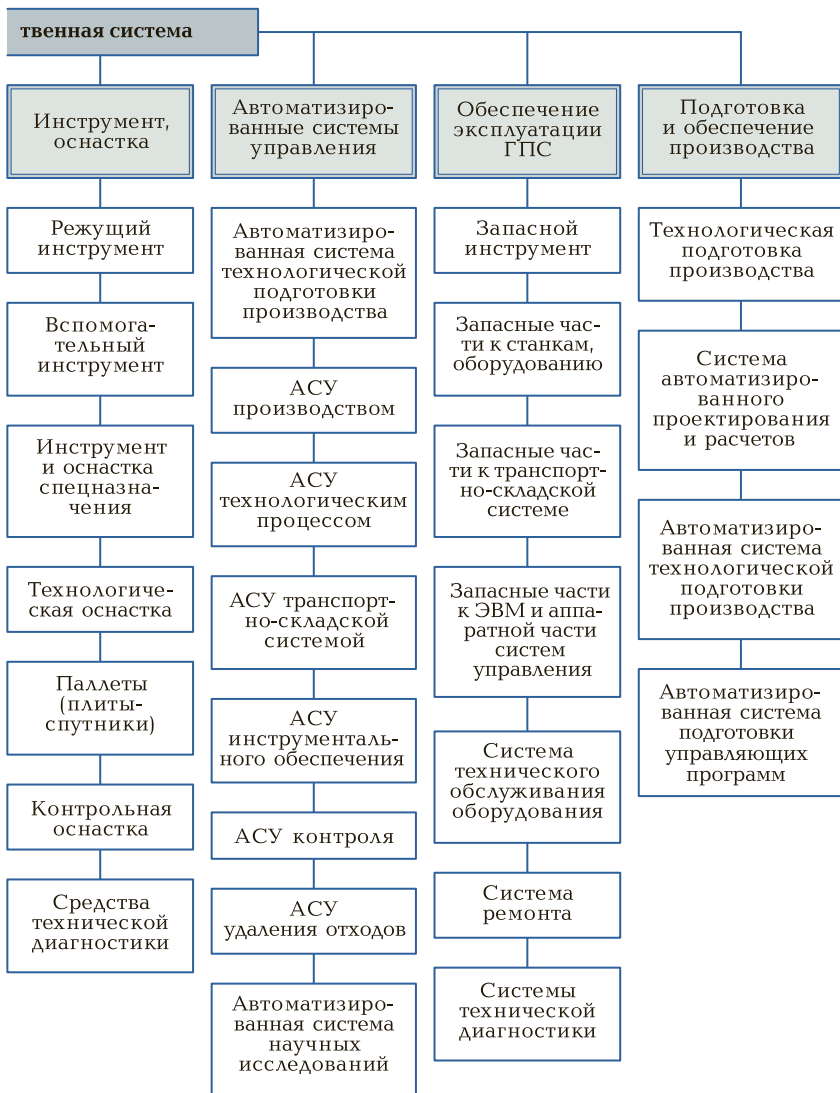 твенная система
Инструмент,
оснастка
Режущий
инструмент
Вспомога-
тельный
инструмент
Инструмент
и оснастка
спецназна-
чения
Технологиче-
ская оснастка
Паллеты
(плиты-
спутники)
Контрольная
оснастка
Средства
технической
диагностики
Автоматизиро-
ванные системы
управления
Автоматизиро-
ванная система
технологической
подготовки
производства
АСУ
производством
АСУ
технологическим
процессом
АСУ транспорт-
но-складской
системой
АСУ
инструменталь-
ного обеспечения
АСУ контроля
АСУ
удаления отходов
Автоматизиро-
ванная система
научных
исследований
Обеспечение
эксплуатации
ГПС
Запасной
инструмент
Запасные час-
ти к станкам,
оборудованию
Запасные час-
ти к транспорт-
но-складской
системе
Запасные части
к ЭВМ и аппа-
ратной части
систем
управления
Система
технического
обслуживания
оборудования
Система
ремонта
Системы
технической
диагностики
Подготовка
и обеспечение
производства
Технологическая
подготовка
производства
Система
автоматизиро-
ванного
проектирования
и расчетов
Автоматизиро-
ванная система
технологической
подготовки
производства
Автоматизиро-
ванная система
подготовки
управляющих
программ